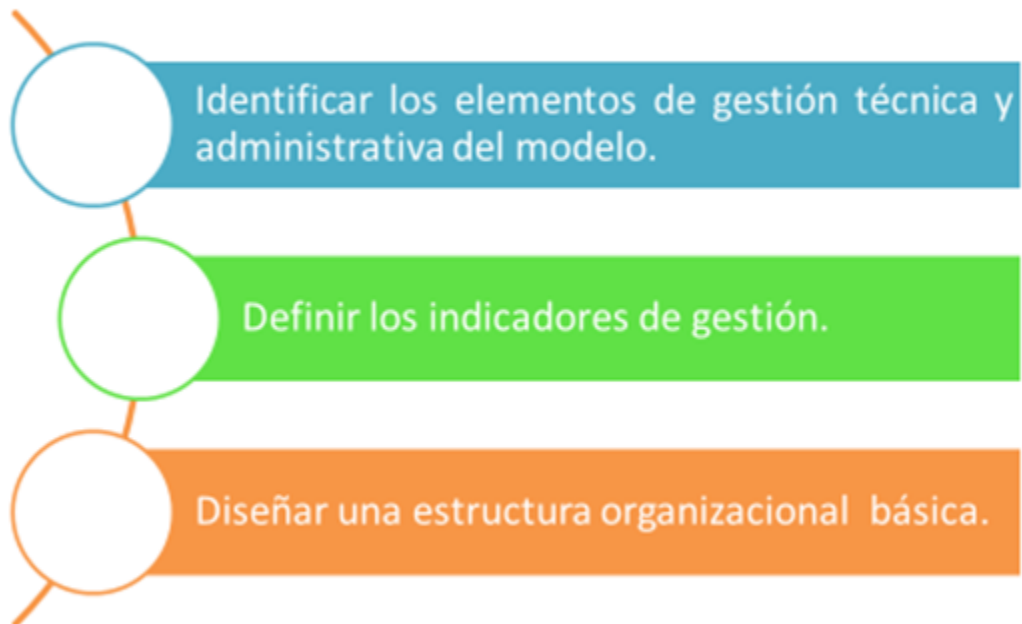 Identificar los elementos de gestión técnica y
administrativa del modelo.
Definir los indicadores de gestión.
Diseñar una estructura organizacional básica.